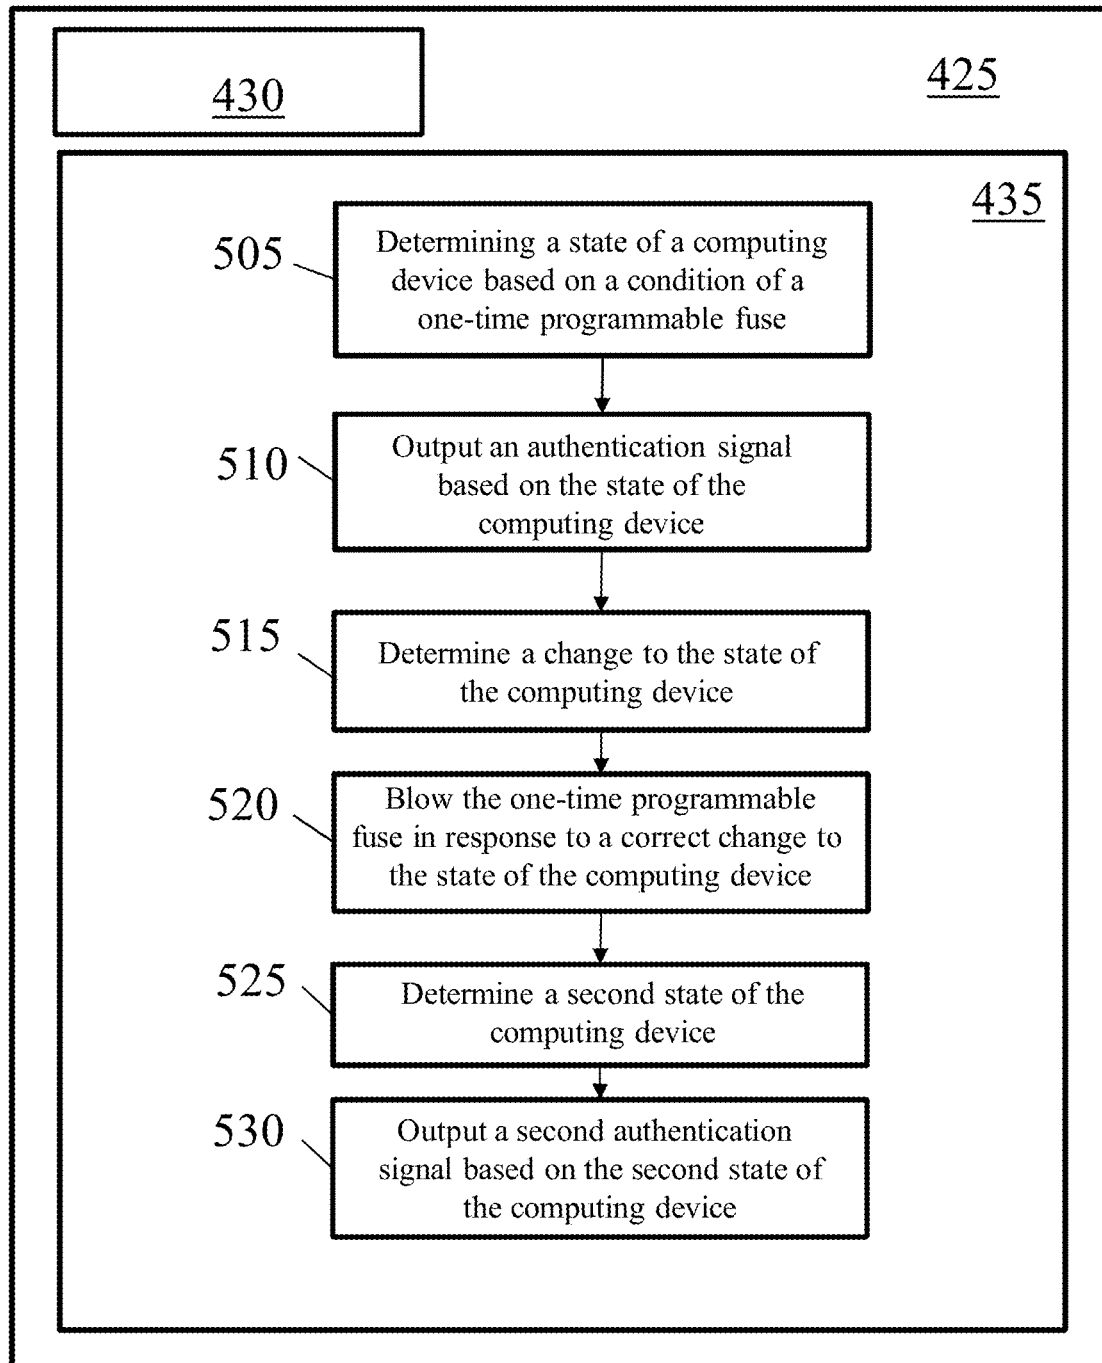 430
425
435
505
Determining a state of a computing
device based on a condition of a
one-time programmable fuse
510
Output an authentication signal
based on the state of the
computing device
515
Determine a change to the state of
the computing device
520
Blow the one-time programmable
fuse in response to a correct change to
the state of the computing device
525
Determine a second state of the
computing device
530
Output a second authentication
signal based on the second state of
the computing device